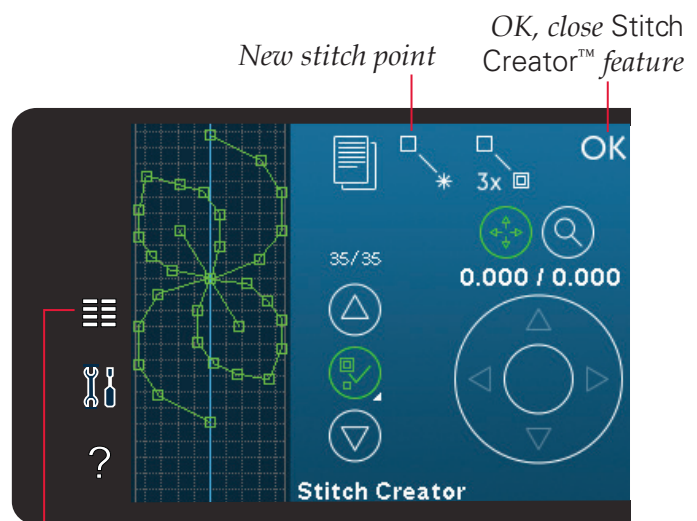 OK, close Stitch
Creator™ feature
New stitch point
OK
3x
35/35
0.000 / 0.000
?
Stitch Creator